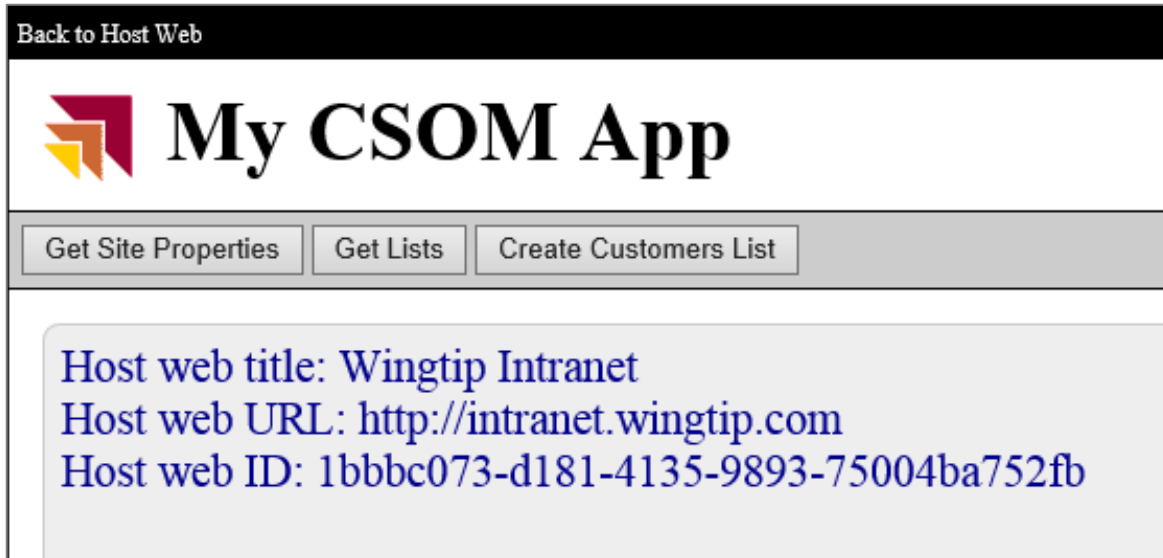 Back to Host Web
My CSOM App
Get Site Properties Get Lists Create Customers List
Host web title: Wingtip Intranet
Host web URL: http://intranet.wingtip.com
Host web ID: 1bbbc073-d181-4135-9893-75004ba752fb